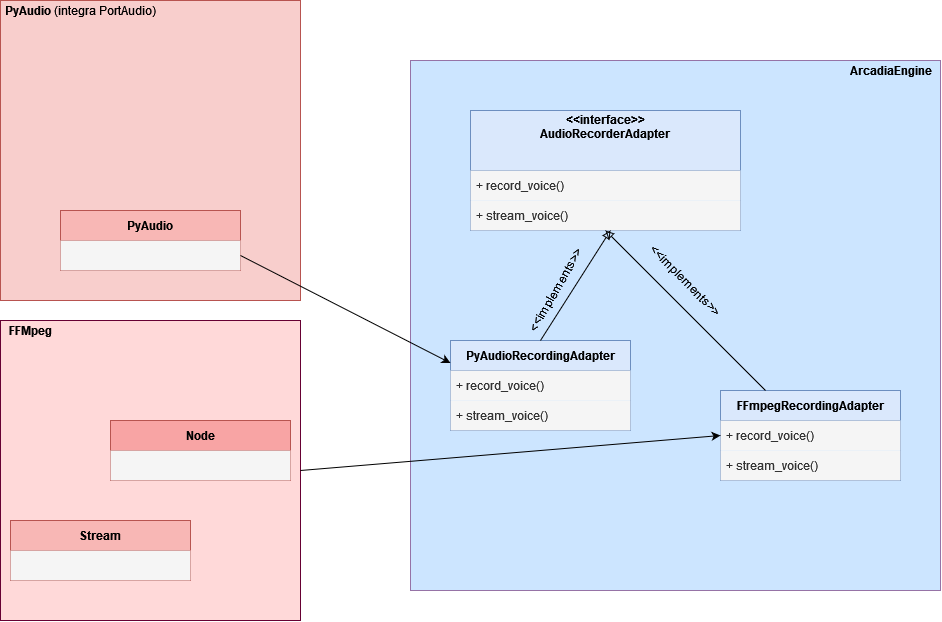 PyAudio (integra PortAudio)
PyAudio
FFMpeg
Node
Stream
ArcadiaEngine
<<interface>>
AudioRecorderAdapter
+ record_voice()
+ stream_voice()
<<implements>>
<<implements>>
PyAudioRecordingAdapter
+ record_voice()
+ stream_voice()
FFmpegRecordingAdapter
+ record_voice()
+ stream_voice()